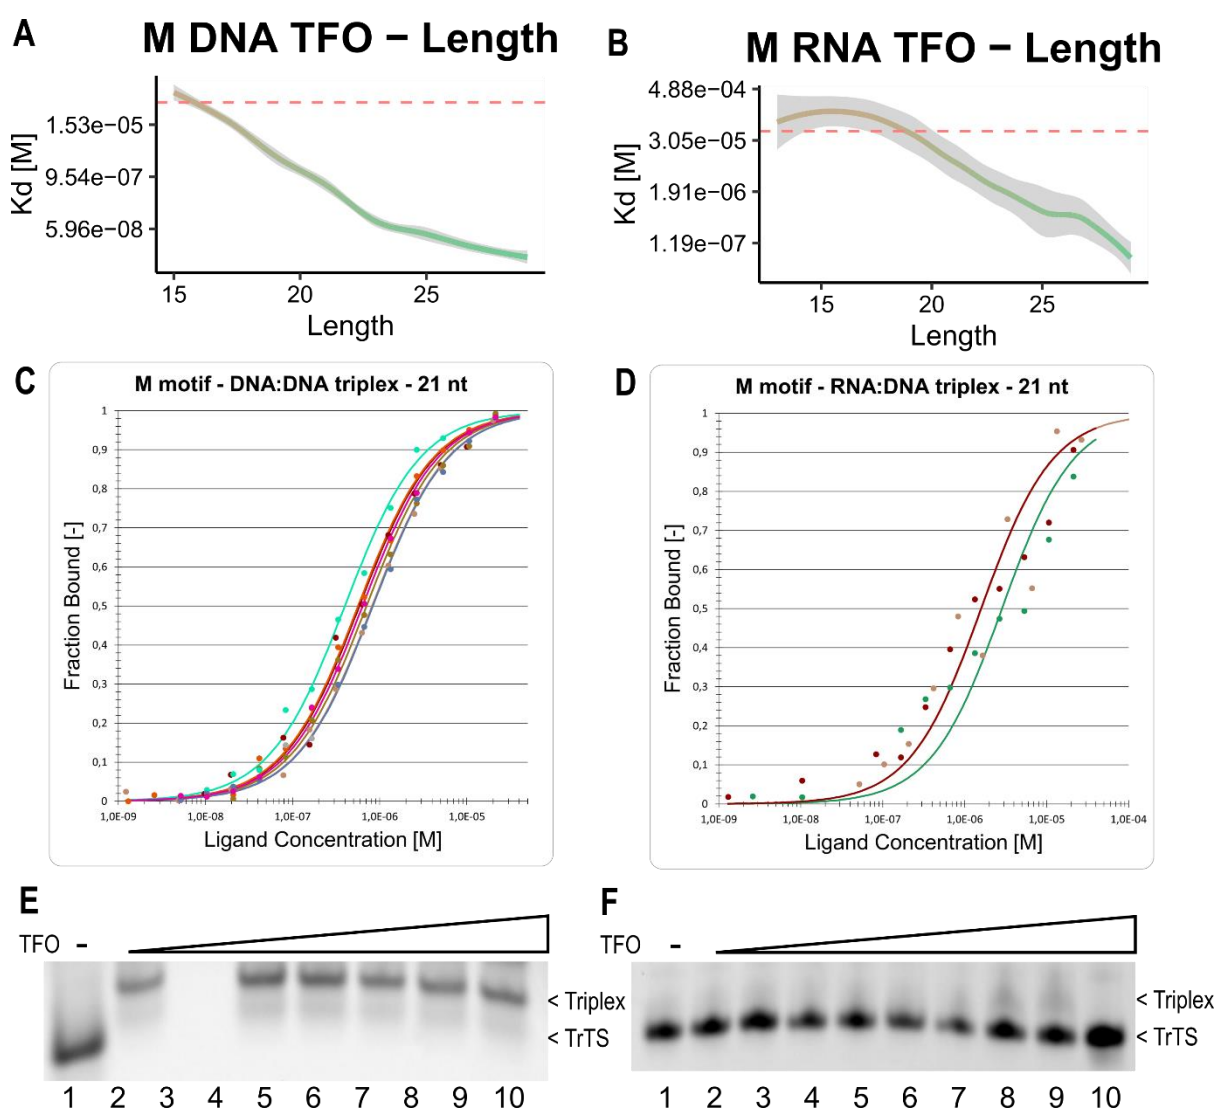 A
M DNA TFO − Length
Kd [M]
1.53e−05
9.54e−07
5.96e−08
15
20
25
Length
B
M RNA TFO − Length
Kd [M]
4.88e−04
3.05e−05
1.91e−06
1.19e−07
15
20
25
Length
C
M motif - DNA:DNA triplex - 21 nt
Fraction Bound [-]
1
0,9
0,8
0,7
0,6
0,5
0,4
0,3
0,2
0,1
0
1,0E-09
1,0E-08
1,0E-07
1,0E-06
1,0E-05
Ligand Concentration [M]
D
M motif - RNA:DNA triplex - 21 nt
Fraction Bound [-]
1
0,9
0,8
0,7
0,6
0,5
0,4
0,3
0,2
0,1
0
1,0E-09
1,0E-08
1,0E-07
1,0E-06
1,0E-05
1,0E-04
Ligand Concentration [M]
E
TFO -
< Triplex
< TrTS
1 2 3 4 5 6 7 8 9 10
F
TFO -
< Triplex
< TrTS
1 2 3 4 5 6 7 8 9 10